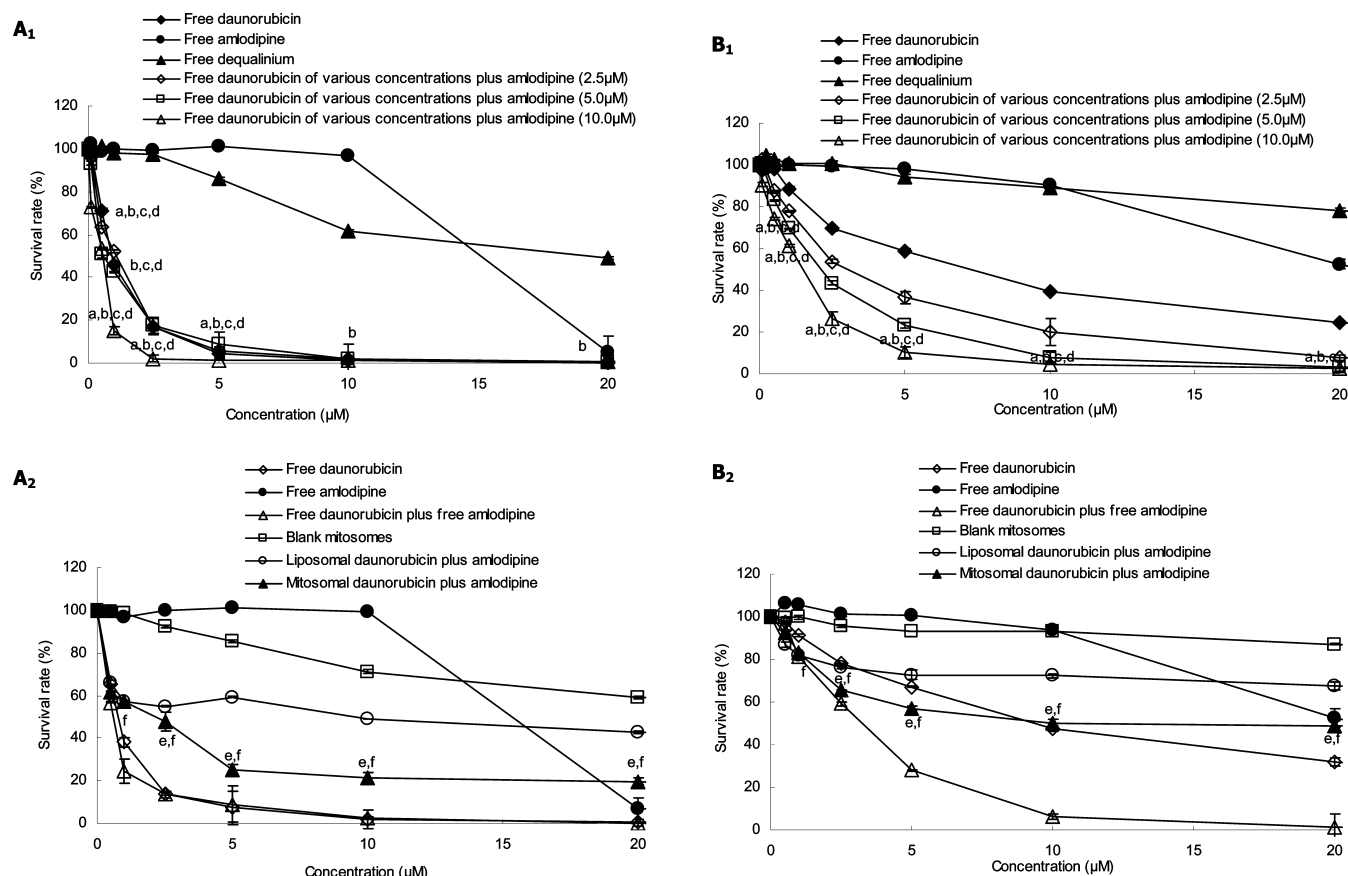 A1
Free daunorubicin
Free amlodipine
Free dequalinium
Free daunorubicin of various concentrations plus amlodipine (2.5µM)
Free daunorubicin of various concentrations plus amlodipine (5.0µM)
Free daunorubicin of various concentrations plus amlodipine (10.0µM)
Survival rate (%)
120
100
80
60
40
20
0
a,b,c,d
b,c,d
a,b,c,d
a,b,c,d
a,b,c,d
b
b
0
5
10
15
20
Concentration (µM)
B1
Free daunorubicin
Free amlodipine
Free dequalinium
Free daunorubicin of various concentrations plus amlodipine (2.5µM)
Free daunorubicin of various concentrations plus amlodipine (5.0µM)
Free daunorubicin of various concentrations plus amlodipine (10.0µM)
Survival rate (%)
120
100
80
60
40
20
0
a,b,c,d
a,b,c,d
a,b,c,d
a,b,c,d
a,b,c,d
0
5
10
15
20
Concentration (µM)
A2
Free daunorubicin
Free amlodipine
Free daunorubicin plus free amlodipine
Blank mitosomes
Liposomal daunorubicin plus amlodipine
Mitosomal daunorubicin plus amlodipine
Survival rate (%)
120
100
80
60
40
20
0
f
e,f
e,f
e,f
e,f
0
5
10
15
20
Concentration (µM)
B2
Free daunorubicin
Free amlodipine
Free daunorubicin plus free amlodipine
Blank mitosomes
Liposomal daunorubicin plus amlodipine
Mitosomal daunorubicin plus amlodipine
Survival rate (%)
120
100
80
60
40
20
0
f
e,f
e,f
e,f
e,f
0
5
10
15
20
Concentration (µM)